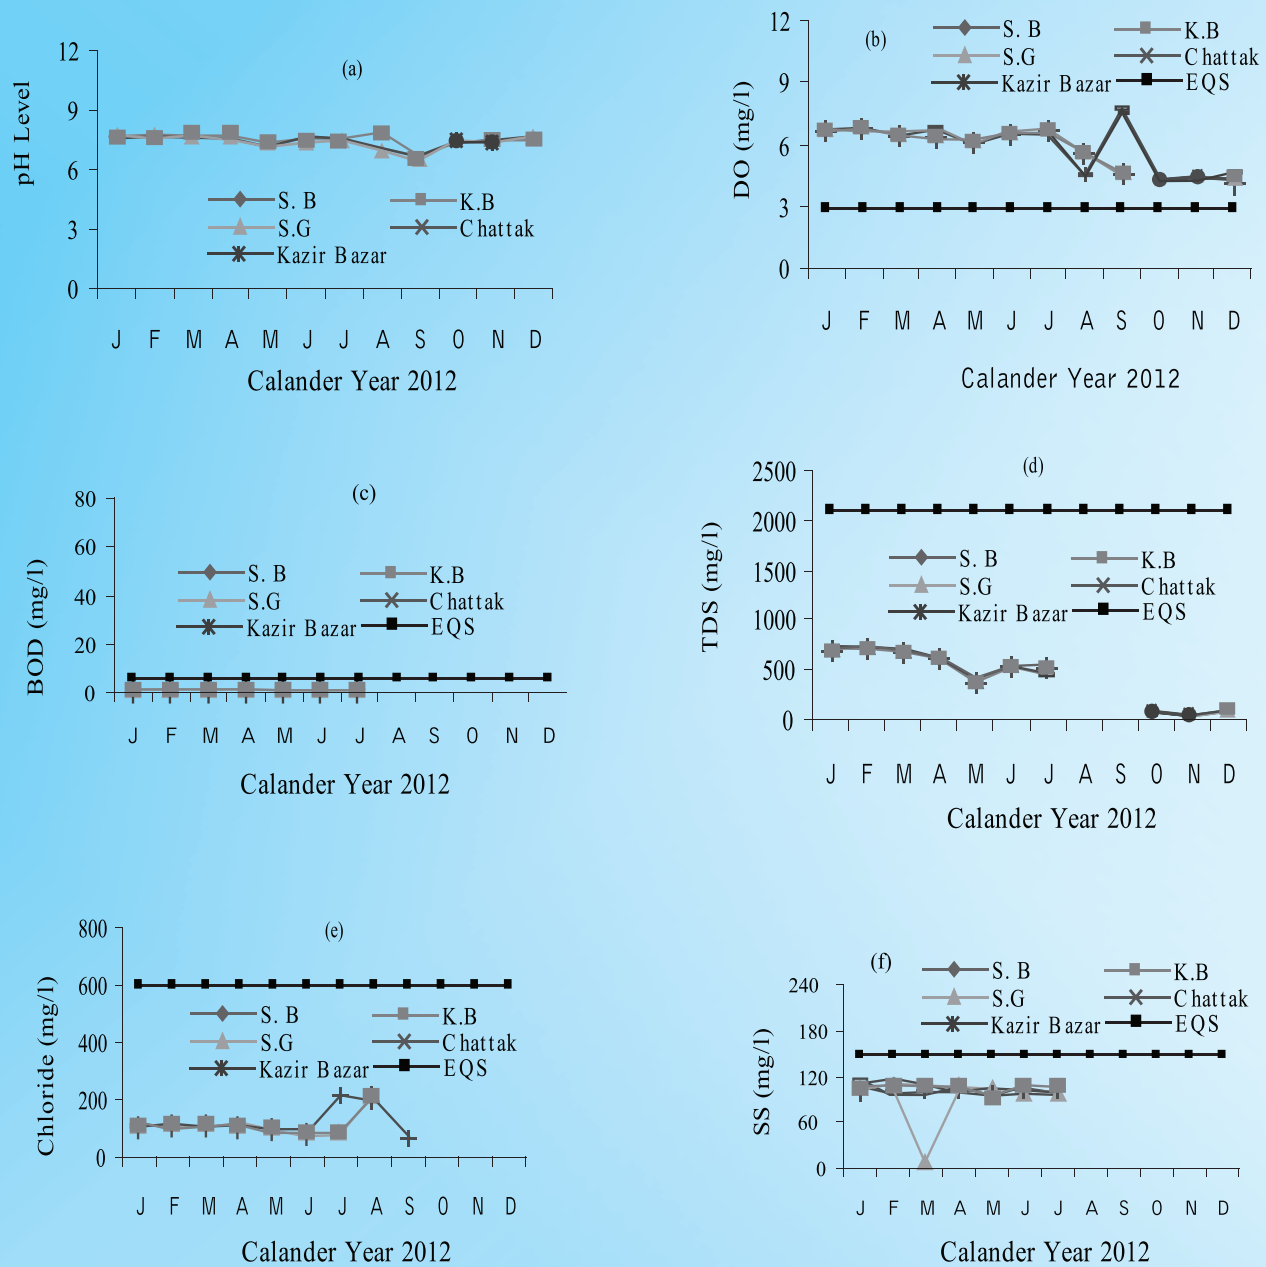 (a)
pH Level
12
9
6
3
0
S. B
K.B
S.G
Chattak
Kazir Bazar
J F M A M J J A S O N D
Calander Year 2012
(b)
DO (mg/l)
12
9
6
3
0
S. B
K.B
S.G
Chattak
Kazir Bazar
EQS
J F M A M J J A S O N D
Calander Year 2012
(c)
BOD (mg/l)
80
60
40
20
0
S. B
K.B
S.G
Chattak
Kazir Bazar
EQS
J F M A M J J A S O N D
Calander Year 2012
(d)
TDS (mg/l)
2500
2000
1500
1000
500
0
S. B
K.B
S.G
Chattak
Kazir Bazar
EQS
J F M A M J J A S O N D
Calander Year 2012
(e)
Chloride (mg/l)
800
600
400
200
0
S. B
K.B
S.G
Chattak
Kazir Bazar
EQS
J F M A M J J A S O N D
Calander Year 2012
(f)
SS (mg/l)
240
180
120
60
0
S. B
K.B
S.G
Chattak
Kazir Bazar
EQS
J F M A M J J A S O N D
Calander Year 2012